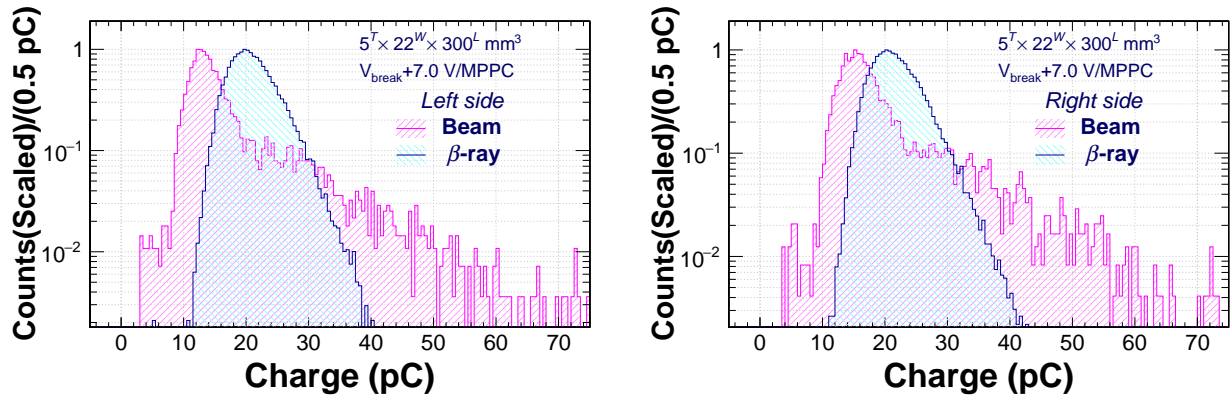 Counts(Scaled)/(0.5 pC)
1
10⁻¹
10⁻²
5ᵀ× 22ᵂ× 300ᴸ mm³
V_break+7.0 V/MPPC
Left side
Beam
β-ray
0 10 20 30 40 50 60 70
Charge (pC)
Counts(Scaled)/(0.5 pC)
1
10⁻¹
10⁻²
5ᵀ× 22ᵂ× 300ᴸ mm³
V_break+7.0 V/MPPC
Right side
Beam
β-ray
0 10 20 30 40 50 60 70
Charge (pC)